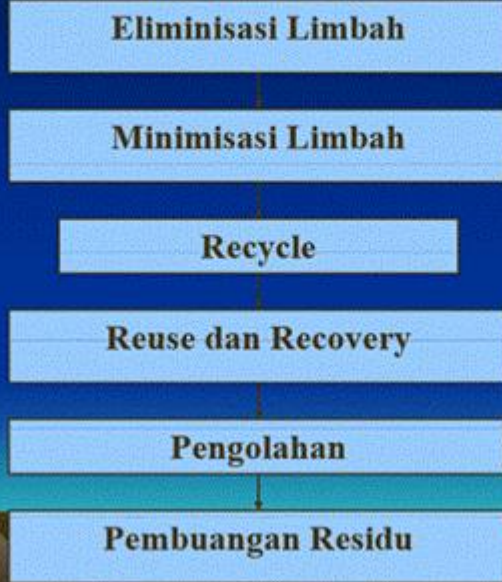 Eliminisasi Limbah
Minimisasi Limbah
Recycle
Reuse dan Recovery
Pengolahan
Pembuangan Residu